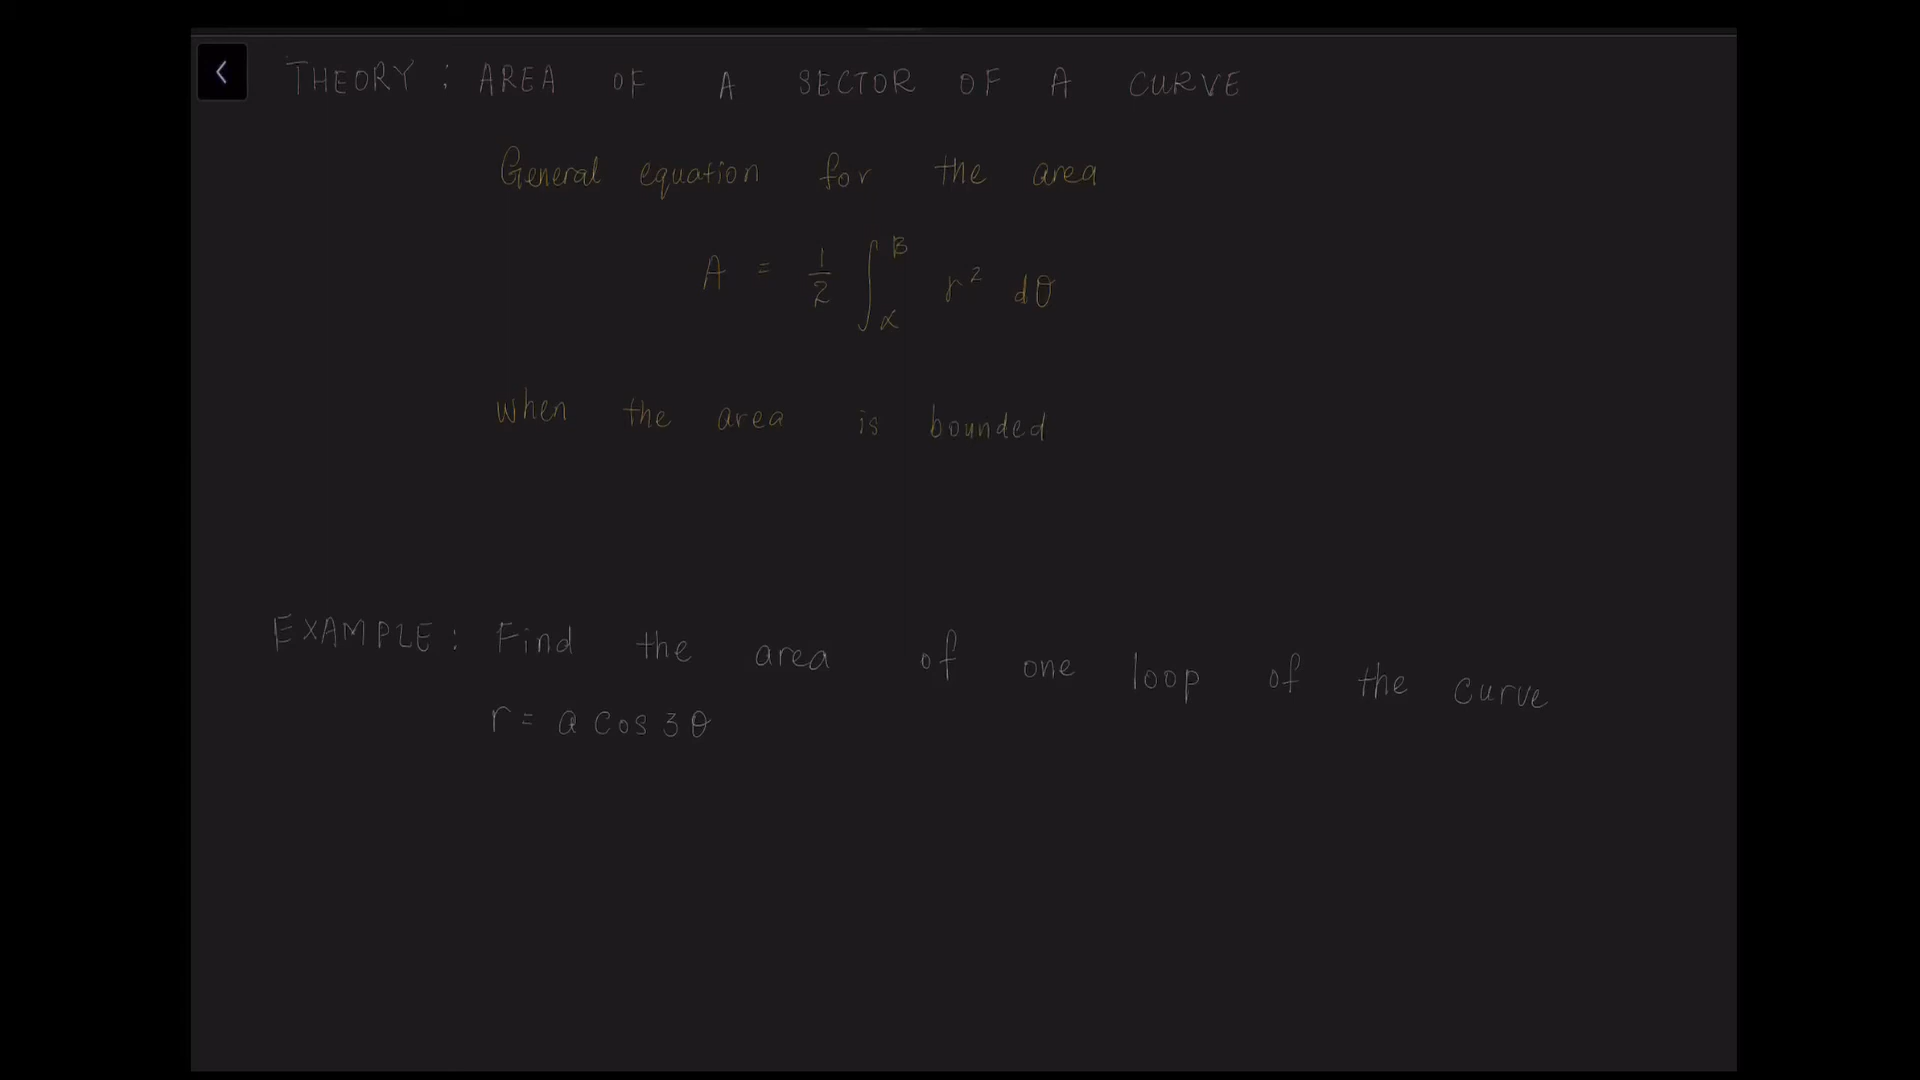 THEORY : AREA OF A SECTOR OF A CURVE
General equation for the area
A = 1/2 ∫_α^β r² dθ
when the area is bounded
EXAMPLE: Find the area of one loop of the curve
r = a cos 3θ